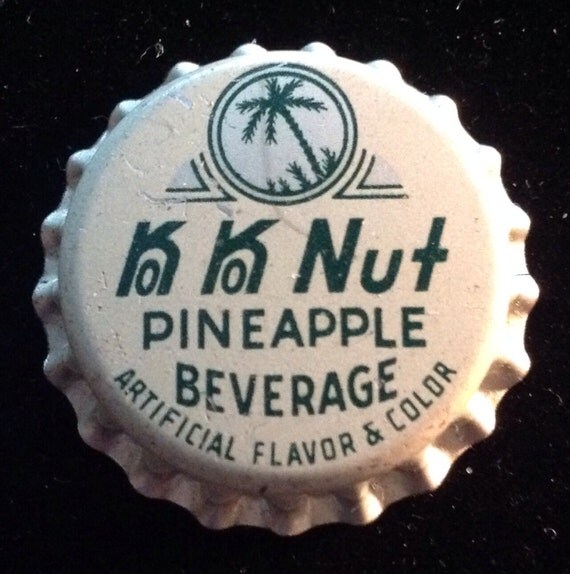 Ko Ko Nut
PINEAPPLE
BEVERAGE
ARTIFICIAL FLAVOR & COLOR